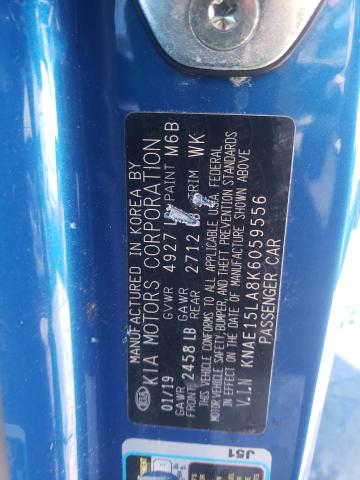 MANUFACTURED IN KOREA BY
KIA MOTORS CORPORATION
01/19 GVWR 4927 LB PAINT M6B
GAWR FRONT 2458 LB GAWR REAR 2712 LB TRIM WK
THIS VEHICLE CONFORMS TO ALL APPLICABLE U.S.A. FEDERAL
MOTOR VEHICLE SAFETY, BUMPER, AND THEFT PREVENTION STANDARDS
IN EFFECT ON THE DATE OF MANUFACTURE SHOWN ABOVE
V.I.N KNAE15LA8K6059556
PASSENGER CAR
KIA
J51